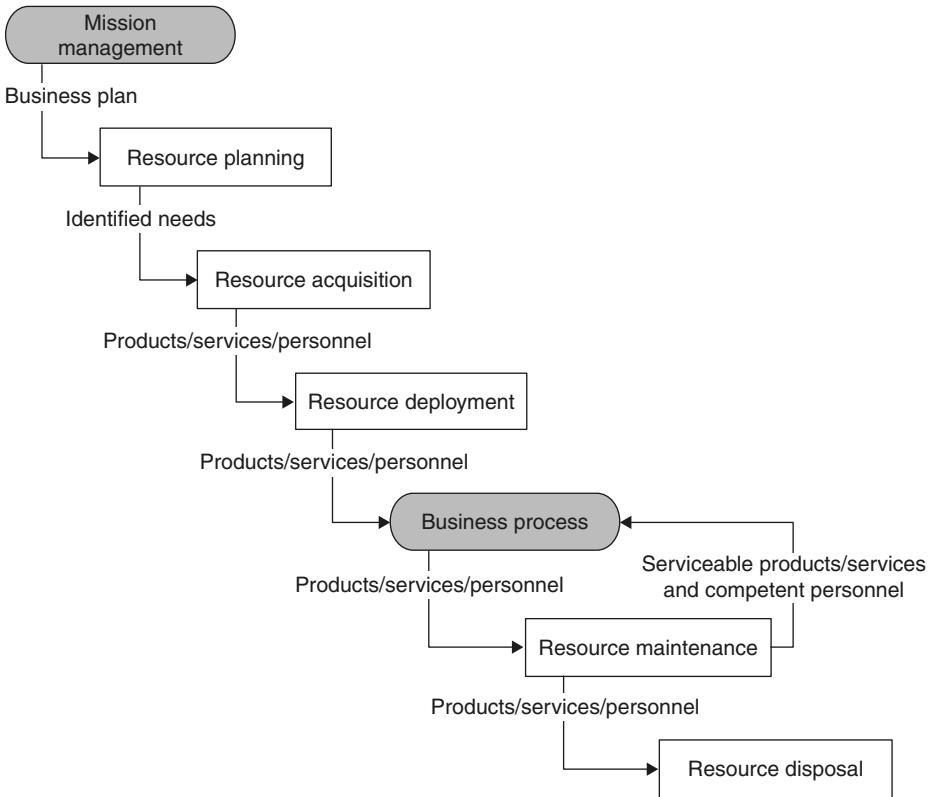 Mission
management
Business plan
Resource planning
Identified needs
Resource acquisition
Products/services/personnel
Resource deployment
Products/services/personnel
Business process
Products/services/personnel
Serviceable products/services
and competent personnel
Resource maintenance
Products/services/personnel
Resource disposal